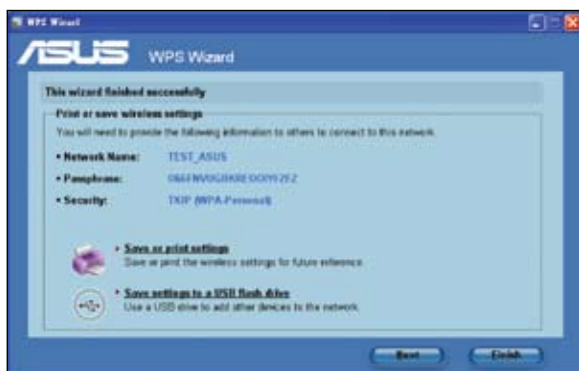 WPS Wizard
ASUS WPS Wizard
This wizard finished successfully
Print or save wireless settings
You will need to provide the following information to others to connect to this network.
• Network Name: TEST_ASUS
• Passphrase:
• Security: TKIP (WPA-Personal)
Save or print settings
Save or print the wireless settings for future reference.
Save settings to a USB flash drive
Use a USB drive to add other devices to the network.
Next Finish